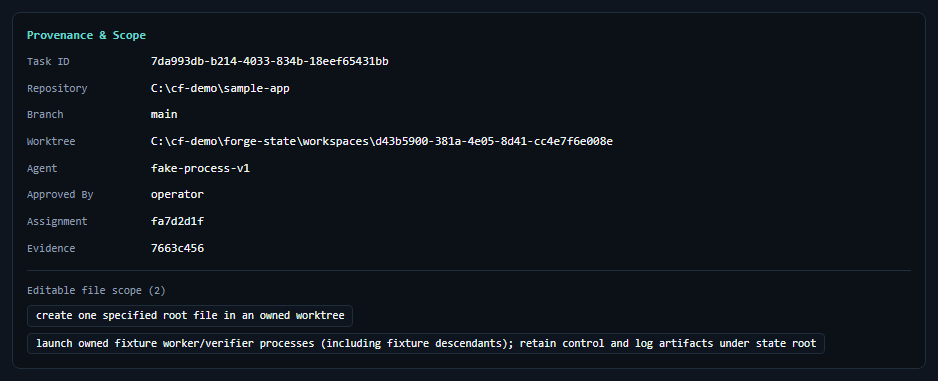 Provenance & Scope
Task ID 7da993db-b214-4033-834b-18eef65431bb
Repository C:\cf-demo\sample-app
Branch main
Worktree C:\cf-demo\forge-state\workspaces\d43b5900-381a-4e05-8d41-cc4e7f6e008e
Agent fake-process-v1
Approved By operator
Assignment fa7d2d1f
Evidence 7663c456
Editable file scope (2)
create one specified root file in an owned worktree
launch owned fixture worker/verifier processes (including fixture descendants); retain control and log artifacts under state root